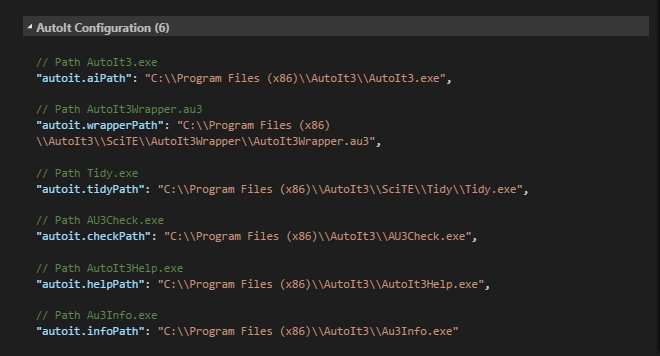 AutoIt Configuration (6)
// Path AutoIt3.exe
"autoit.aiPath": "C:\\Program Files (x86)\\AutoIt3\\AutoIt3.exe",
// Path AutoIt3Wrapper.au3
"autoit.wrapperPath": "C:\\Program Files (x86)
\\AutoIt3\\SciTE\\AutoIt3Wrapper\\AutoIt3Wrapper.au3",
// Path Tidy.exe
"autoit.tidyPath": "C:\\Program Files (x86)\\AutoIt3\\SciTE\\Tidy\\Tidy.exe",
// Path AU3Check.exe
"autoit.checkPath": "C:\\Program Files (x86)\\AutoIt3\\AU3Check.exe",
// Path AutoIt3Help.exe
"autoit.helpPath": "C:\\Program Files (x86)\\AutoIt3\\AutoIt3Help.exe",
// Path Au3Info.exe
"autoit.infoPath": "C:\\Program Files (x86)\\AutoIt3\\Au3Info.exe"